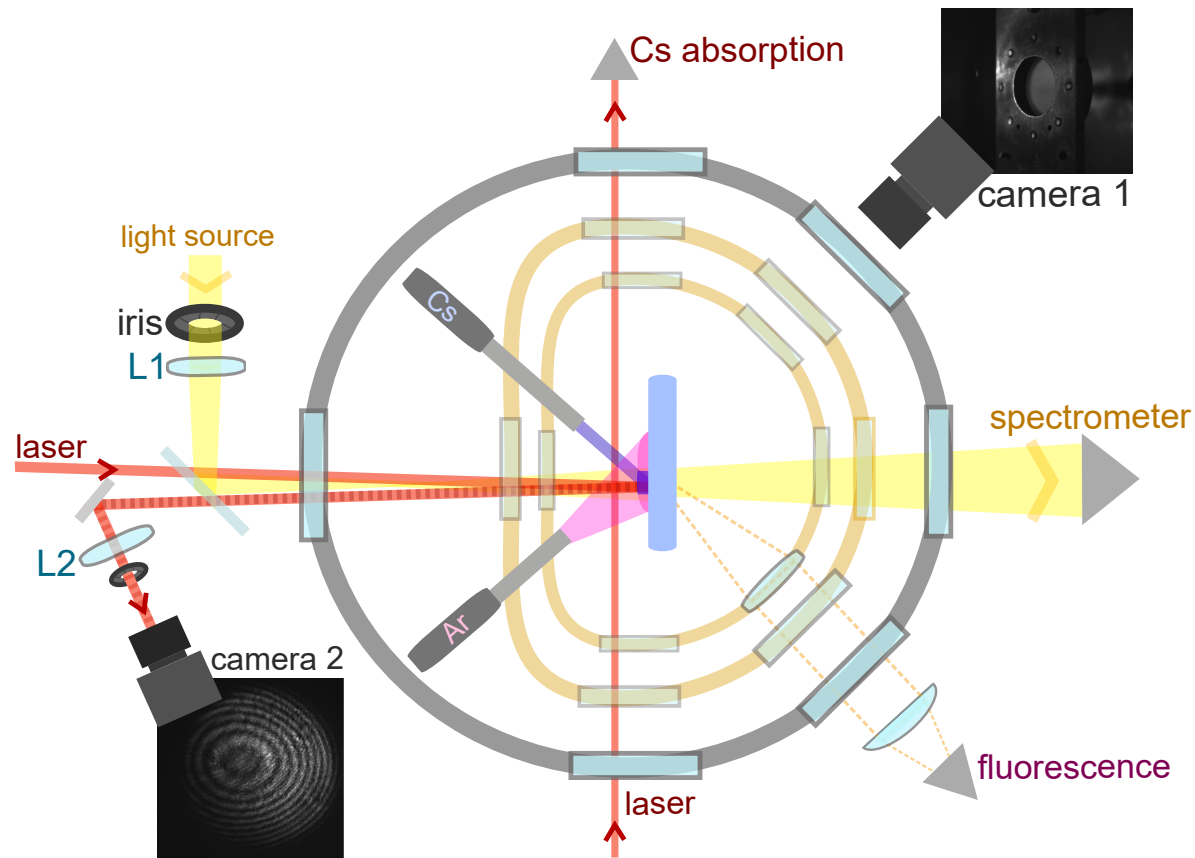 Cs absorption
camera 1
light source
iris
L1
Cs
laser
spectrometer
L2
Ar
camera 2
fluorescence
laser